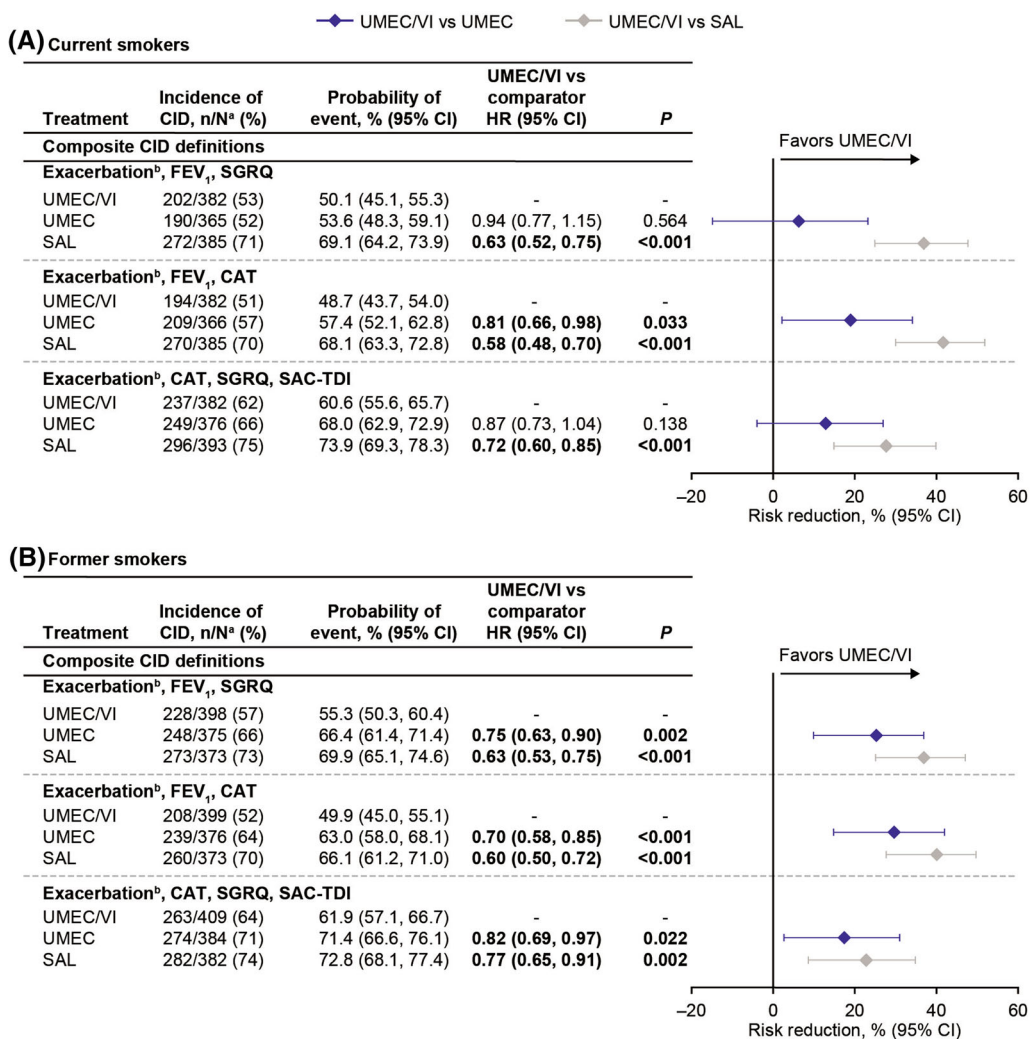 UMEC/VI vs UMEC UMEC/VI vs SAL
(A) Current smokers
Treatment Incidence of CID, n/Nᵃ (%) Probability of event, % (95% CI) UMEC/VI vs comparator HR (95% CI) P
Composite CID definitions
Favors UMEC/VI
Exacerbationᵇ, FEV₁, SGRQ
UMEC/VI 202/382 (53) 50.1 (45.1, 55.3) - -
UMEC 190/365 (52) 53.6 (48.3, 59.1) 0.94 (0.77, 1.15) 0.564
SAL 272/385 (71) 69.1 (64.2, 73.9) 0.63 (0.52, 0.75) <0.001
Exacerbationᵇ, FEV₁, CAT
UMEC/VI 194/382 (51) 48.7 (43.7, 54.0) - -
UMEC 209/366 (57) 57.4 (52.1, 62.8) 0.81 (0.66, 0.98) 0.033
SAL 270/385 (70) 68.1 (63.3, 72.8) 0.58 (0.48, 0.70) <0.001
Exacerbationᵇ, CAT, SGRQ, SAC-TDI
UMEC/VI 237/382 (62) 60.6 (55.6, 65.7) - -
UMEC 249/376 (66) 68.0 (62.9, 72.9) 0.87 (0.73, 1.04) 0.138
SAL 296/393 (75) 73.9 (69.3, 78.3) 0.72 (0.60, 0.85) <0.001
–20 0 20 40 60
Risk reduction, % (95% CI)
(B) Former smokers
Treatment Incidence of CID, n/Nᵃ (%) Probability of event, % (95% CI) UMEC/VI vs comparator HR (95% CI) P
Composite CID definitions
Favors UMEC/VI
Exacerbationᵇ, FEV₁, SGRQ
UMEC/VI 228/398 (57) 55.3 (50.3, 60.4) - -
UMEC 248/375 (66) 66.4 (61.4, 71.4) 0.75 (0.63, 0.90) 0.002
SAL 273/373 (73) 69.9 (65.1, 74.6) 0.63 (0.53, 0.75) <0.001
Exacerbationᵇ, FEV₁, CAT
UMEC/VI 208/399 (52) 49.9 (45.0, 55.1) - -
UMEC 239/376 (64) 63.0 (58.0, 68.1) 0.70 (0.58, 0.85) <0.001
SAL 260/373 (70) 66.1 (61.2, 71.0) 0.60 (0.50, 0.72) <0.001
Exacerbationᵇ, CAT, SGRQ, SAC-TDI
UMEC/VI 263/409 (64) 61.9 (57.1, 66.7) - -
UMEC 274/384 (71) 71.4 (66.6, 76.1) 0.82 (0.69, 0.97) 0.022
SAL 282/382 (74) 72.8 (68.1, 77.4) 0.77 (0.65, 0.91) 0.002
–20 0 20 40 60
Risk reduction, % (95% CI)